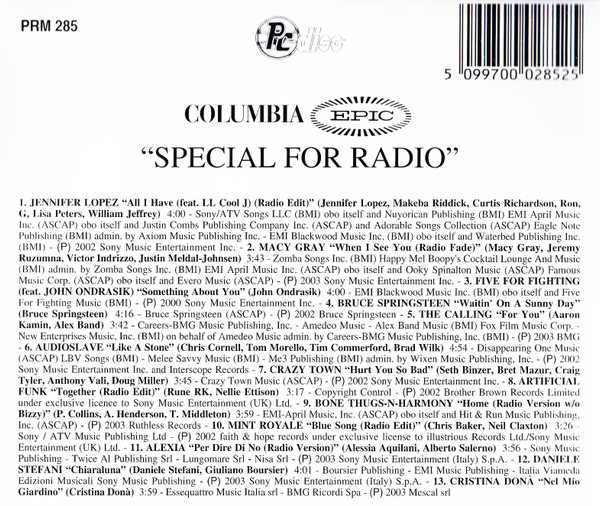 PRM 285
PRC disc
5 099700 028525
COLUMBIA EPIC
“SPECIAL FOR RADIO”
1. JENNIFER LOPEZ “All I Have (feat. LL Cool J) (Radio Edit)” (Jennifer Lopez, Makeba Riddick, Curtis Richardson, Ron,
G, Lisa Peters, William Jeffrey) 4:00 - Sony/ATV Songs LLC (BMI) obo itself and Nuyorican Publishing (BMI) EMI April Music
Inc. (ASCAP) obo itself and Justin Combs Publishing Company Inc. (ASCAP) and Adorable Songs Collection (ASCAP) Eagle Note
Publishing (BMI) admin. by Axiom Music Publishing Inc. - EMI Blackwood Music Inc. (BMI) obo itself and Waterbed Publishing Inc.
(BMI) - (P) 2002 Sony Music Entertainment Inc. - 2. MACY GRAY “When I See You (Radio Fade)” (Macy Gray, Jeremy
Ruzumna, Victor Indrizzo, Justin Meldal-Johnsen) 3:43 - Zomba Songs Inc. (BMI) Happy Mel Boopy's Cocktail Lounge And Music
(BMI) admin. by Zomba Songs Inc. (BMI) EMI April Music Inc. (ASCAP) obo itself and Ooky Spinalton Music (ASCAP) Famous
Music Corp. (ASCAP) obo itself and Evero Music (ASCAP) - (P) 2003 Sony Music Entertainment Inc. - 3. FIVE FOR FIGHTING
(feat. JOHN ONDRASIK) “Something About You” (John Ondrasik) 4:00 - EMI Blackwood Music Inc. (BMI) obo itself and Five
For Fighting Music (BMI) - (P) 2000 Sony Music Enertainment Inc. - 4. BRUCE SPRINGSTEEN “Waitin' On A Sunny Day”
(Bruce Springsteen) 4:16 - Bruce Springsteen (ASCAP) - (P) 2002 Bruce Springsteen - 5. THE CALLING “For You” (Aaron
Kamin, Alex Band) 3:42 - Careers-BMG Music Publishing, Inc. - Amedeo Music - Alex Band Music (BMI) Fox Film Music Corp. -
New Enterprises Music, Inc. (BMI) on behalf of Amedeo Music admin. by Careers-BMG Music Publishing, Inc. (BMI) - (P) 2003 BMG
- 6. AUDIOSLAVE “Like A Stone” (Chris Cornell, Tom Morello, Tim Commerford, Brad Wilk) 4:54 - Disappearing One Music
(ASCAP) LBV Songs (BMI) - Melee Savvy Music (BMI) - Me3 Publishing (BMI) admin. by Wixen Music Publishing, Inc. - (P) 2002
Sony Music Entertainment Inc. and Interscope Records - 7. CRAZY TOWN “Hurt You So Bad” (Seth Binzer, Bret Mazur, Craig
Tyler, Anthony Vali, Doug Miller) 3:45 - Crazy Town Music (ASCAP) - (P) 2002 Sony Music Entertainment Inc. - 8. ARTIFICIAL
FUNK “Together (Radio Edit)” (Rune RK, Nellie Ettison) 3:17 - Copyright Control - (P) 2002 Brother Brown Records Limited
under exclusive licence to Sony Music Entertainment (UK) Ltd. - 9. BONE THUGS-N-HARMONY “Home (Radio Version w/o
Bizzy)” (P. Collins, A. Henderson, T. Middleton) 3:59 - EMI-April Music, Inc. (ASCAP) obo itself and Hit & Run Music Publishing,
Inc. (ASCAP) - (P) 2003 Ruthless Records - 10. MINT ROYALE “Blue Song (Radio Edit)” (Chris Baker, Neil Claxton) 3:26 -
Sony / ATV Music Publishing Ltd - (P) 2002 faith & hope records under exclusive license to illustrious Records Ltd./Sony Music
Entertainment (UK) Ltd. - 11. ALEXIA “Per Dire Di No (Radio Version)” (Alessia Aquilani, Alberto Salerno) 3:56 - Sony Music
Publishing - Twice Al Publishing - Lungomare Srl - Nisa Srl - (P) 2003 Sony Music Entertainment (Italy) S.p.A. - 12. DANIELE
STEFANI “Chiaraluna” (Daniele Stefani, Giuliano Boursier) 4:01 - Boursier Publishing - EMI Music Publishing - Italia Viameda
Edizioni Musicali Sony Music Publishing - (P) 2003 Sony Music Entertainment (Italy) S.p.A. - 13. CRISTINA DONÀ “Nel Mio
Giardino” (Cristina Donà) 3:59 - Essequattro Music Italia srl - BMG Ricordi Spa - (P) 2003 Mescal srl